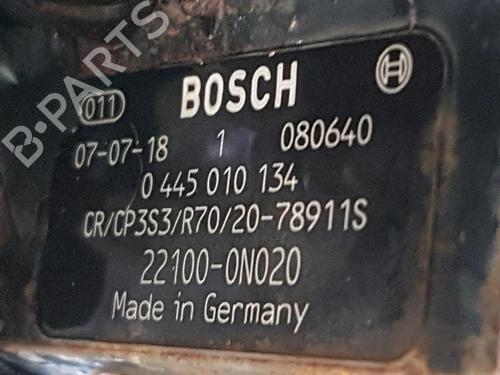 B-PARTS
011 BOSCH
07-07-18 1 080640
0 445 010 134
CR/CP3S3/R70/20-78911S
22100-0N020
Made in Germany